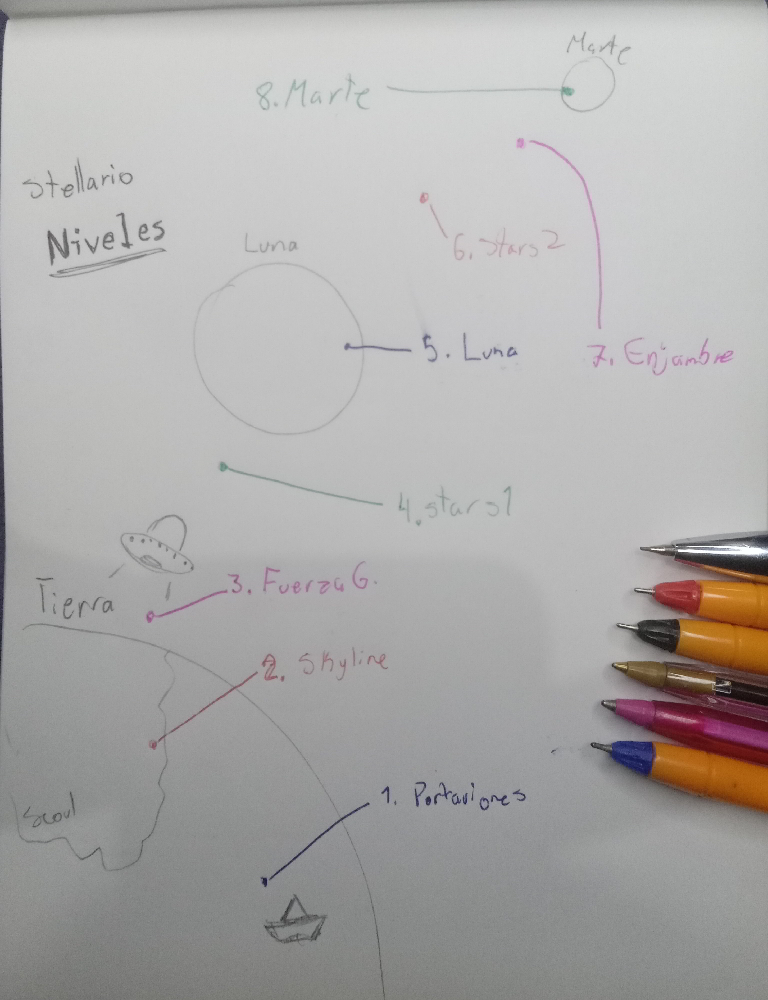 Marte
8. Marte
Stellario
Niveles
Luna
6. stars 2
5. Luna
7. Enjambre
4. stars 1
Tierra
3. Fuerza G.
2. Skyline
1. Portaviones
Seoul